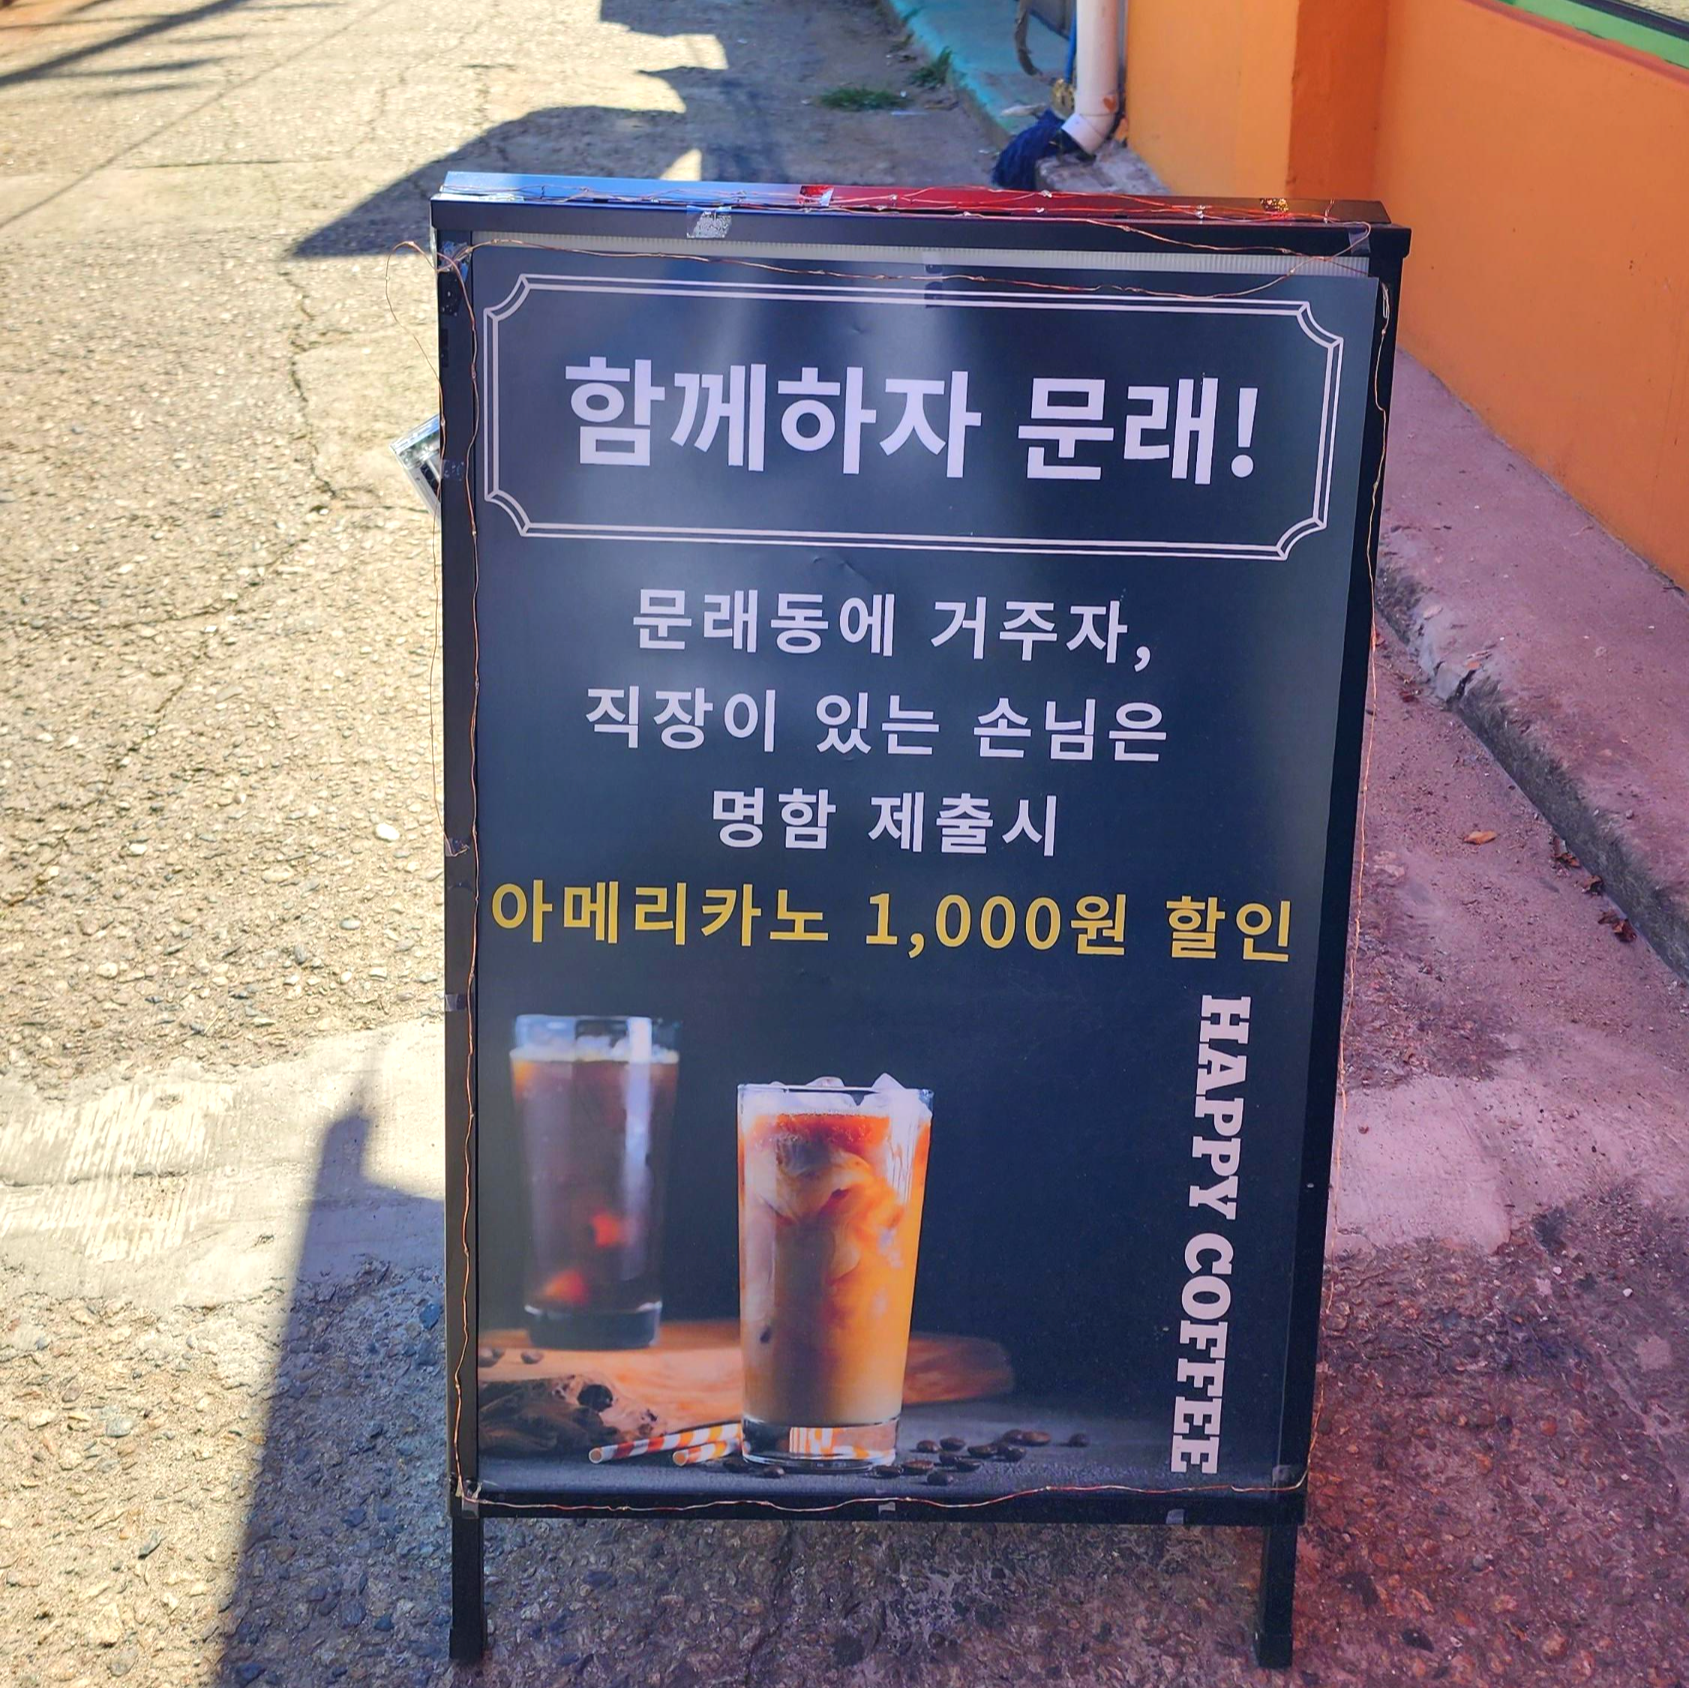 함께하자 문래!
문래동에 거주자,
직장이 있는 손님은
명함 제출시
아메리카노 1,000원 할인
HAPPY COFFEE